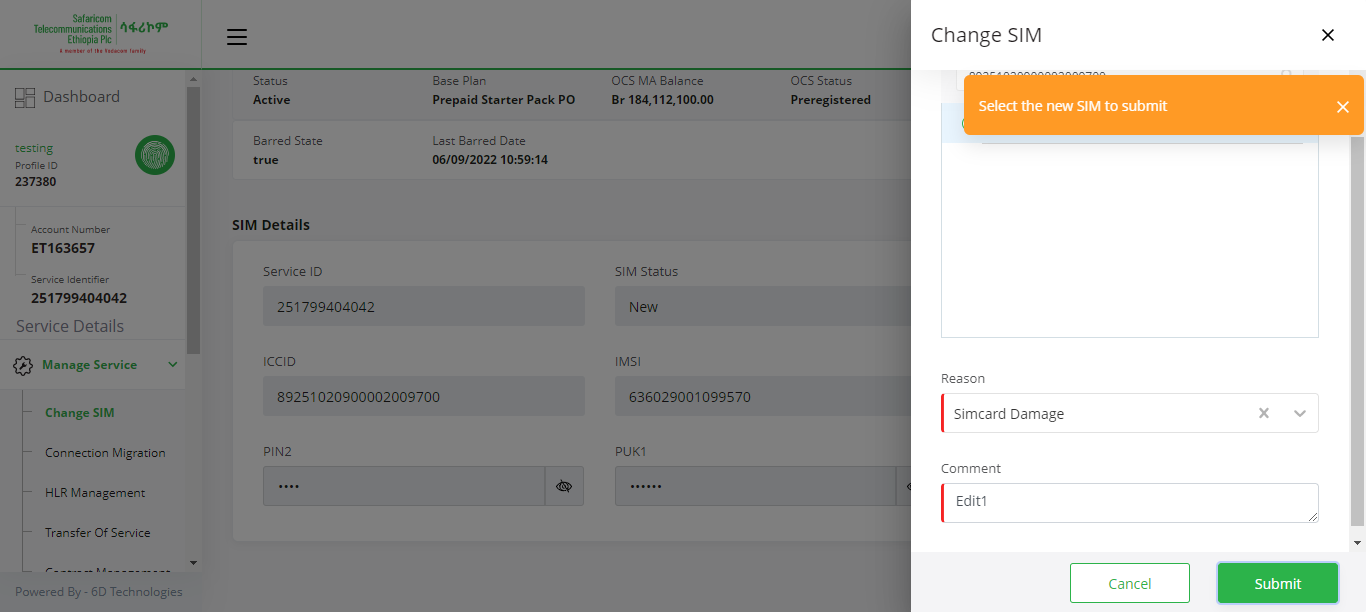 Safaricom
Telecommunications
Ethiopia Plc
ሳፋሪኮም
A member of the Vodacom family
Dashboard
testing
Profile ID
237380
Account Number
ET163657
Service Identifier
251799404042
Service Details
Manage Service
Change SIM
Connection Migration
HLR Management
Transfer Of Service
Contract Management
Powered By - 6D Technologies
Status
Active
Base Plan
Prepaid Starter Pack PO
OCS MA Balance
Br 184,112,100.00
OCS Status
Preregistered
Barred State
true
Last Barred Date
06/09/2022 10:59:14
SIM Details
Service ID
251799404042
SIM Status
New
ICCID
89251020900002009700
IMSI
636029001099570
PIN2
••••
PUK1
••••••
Change SIM
Select the new SIM to submit
Reason
Simcard Damage
Comment
Edit1
Cancel
Submit